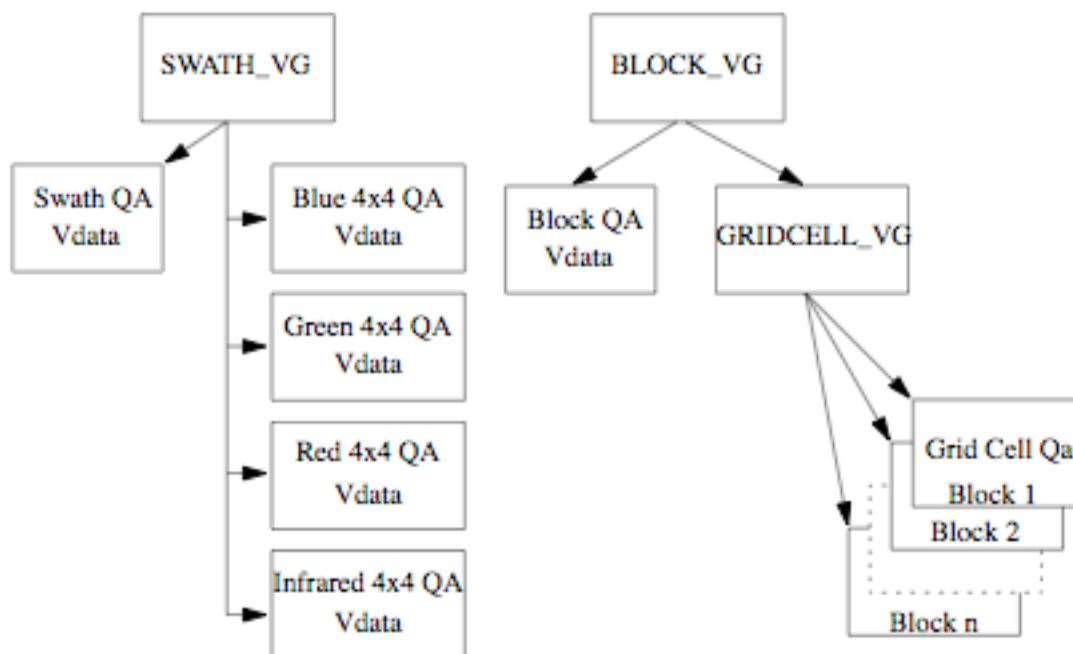 SWATH_VG
Swath QA
Vdata
Blue 4x4 QA
Vdata
Green 4x4 QA
Vdata
Red 4x4 QA
Vdata
Infrared 4x4 QA
Vdata
BLOCK_VG
Block QA
Vdata
GRIDCELL_VG
Grid Cell Qa
Block 1
Block 2
Block n